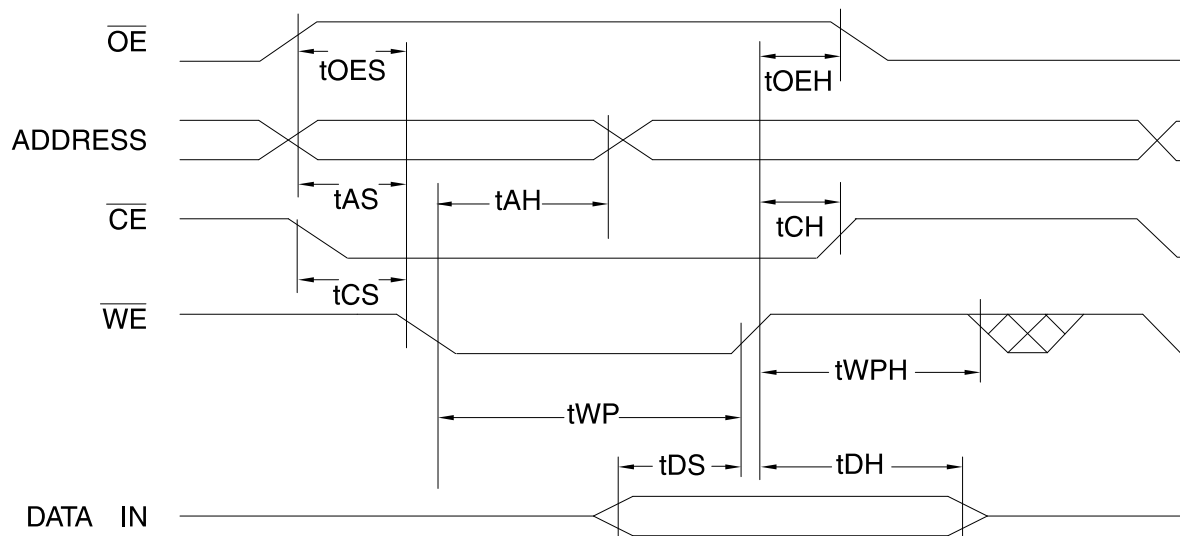 OE
tOES
tOEH
ADDRESS
tAS
tAH
CE
tCH
tCS
WE
tWPH
tWP
tDS
tDH
DATA IN